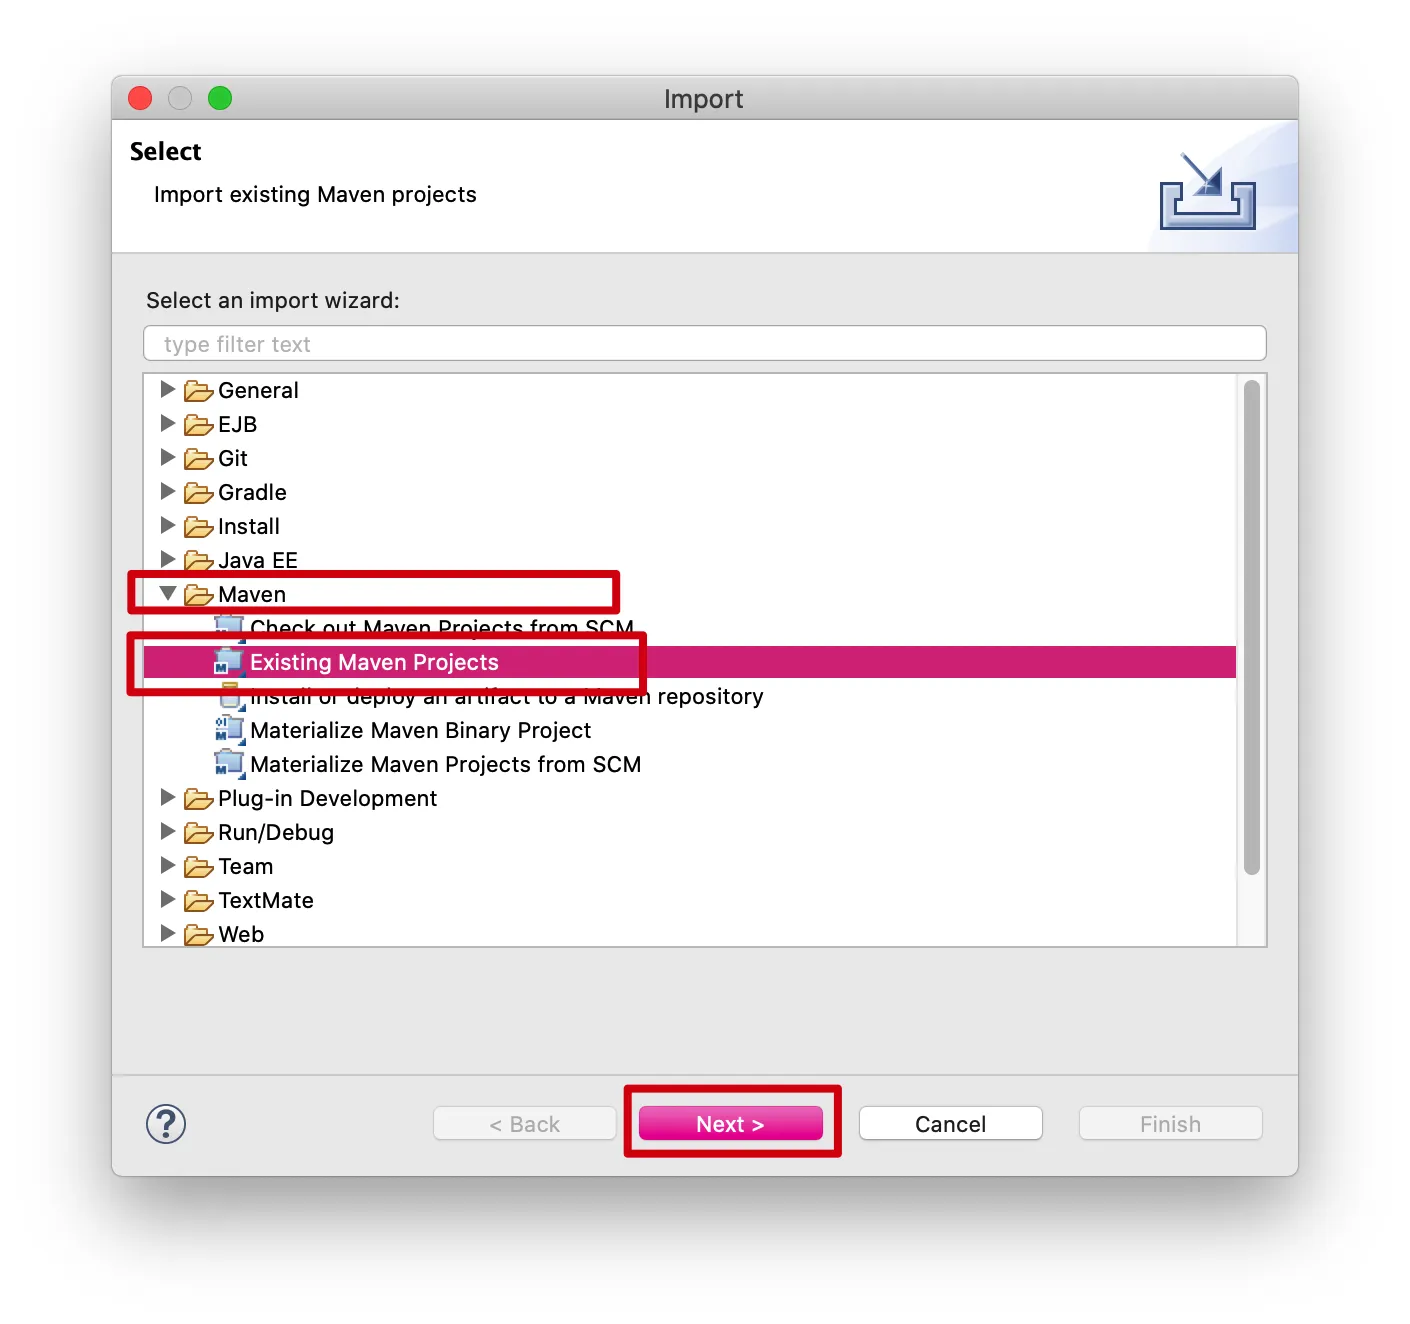 Import
Select
Import existing Maven projects
Select an import wizard:
type filter text
General
EJB
Git
Gradle
Install
Java EE
Maven
Check out Maven Projects from SCM
Existing Maven Projects
Install or deploy an artifact to a Maven repository
Materialize Maven Binary Project
Materialize Maven Projects from SCM
Plug-in Development
Run/Debug
Team
TextMate
Web
? < Back Next > Cancel Finish